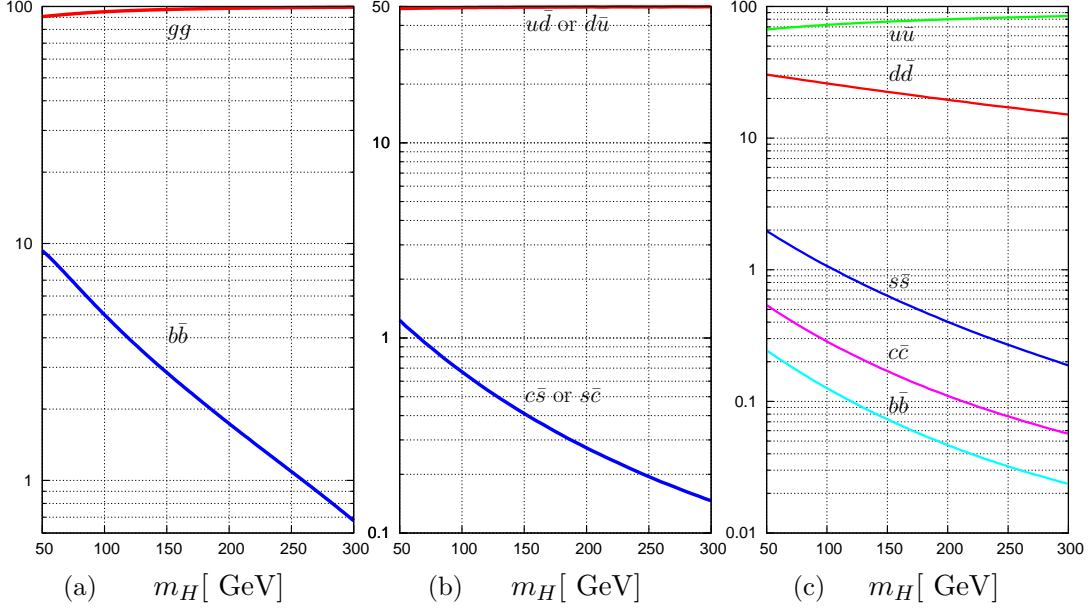 100
10
1
gg
bb̄
50 100 150 200 250 300
(a) m_H[ GeV]
50
10
1
0.1
ud̄ or dū
cs̄ or sc̄
50 100 150 200 250 300
(b) m_H[ GeV]
100
10
1
0.1
0.01
uū
dd̄
ss̄
cc̄
bb̄
50 100 150 200 250 300
(c) m_H[ GeV]